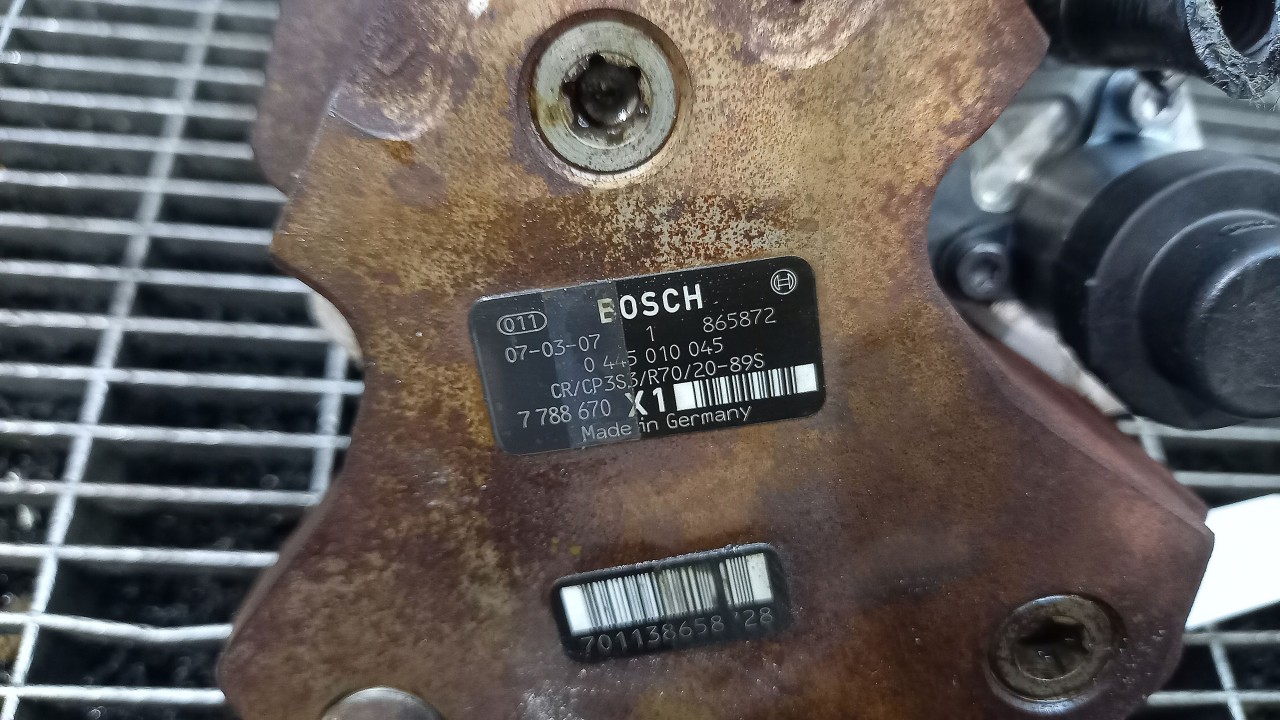 BOSCH
011
07-03-07 1 865872
0 445 010 045
CR/CP3S3/R70/20-89S
7 788 670 X1
Made in Germany
701138658 28